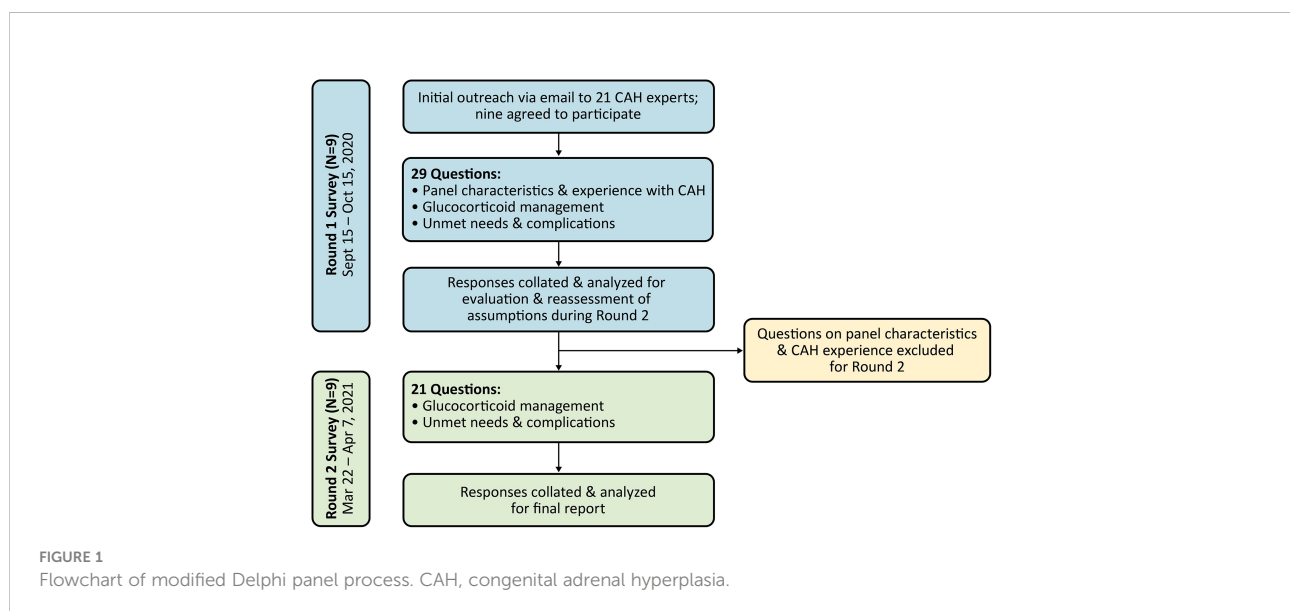 Round 1 Survey (N=9)
Sept 15 – Oct 15, 2020
Initial outreach via email to 21 CAH experts;
nine agreed to participate
29 Questions:
• Panel characteristics & experience with CAH
• Glucocorticoid management
• Unmet needs & complications
Responses collated & analyzed for
evaluation & reassessment of
assumptions during Round 2
Questions on panel characteristics
& CAH experience excluded
for Round 2
Round 2 Survey (N=9)
Mar 22 – Apr 7, 2021
21 Questions:
• Glucocorticoid management
• Unmet needs & complications
Responses collated & analyzed
for final report
FIGURE 1
Flowchart of modified Delphi panel process. CAH, congenital adrenal hyperplasia.